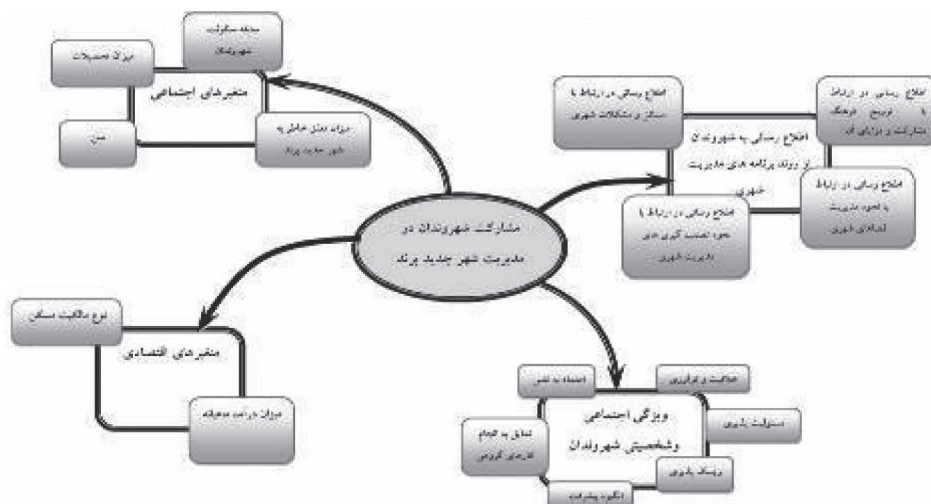 مشارکت شهروندان در
مدیریت شهر جدید پرند
اطلاع رسانی به شهروندان
از روند برنامه های مدیریت
شهری
اطلاع رسانی در ارتباط
با ترویج فرهنگ
مشارکت و مزایای آن
اطلاع رسانی در ارتباط با
مسائل و مشکلات شهری
اطلاع رسانی در ارتباط
با نحوه مدیریت
فضاهای شهری
اطلاع رسانی در ارتباط با
نحوه تصمیم گیری های
مدیریت شهری
متغیرهای اجتماعی
سابقه سکونت
شهروندان
میزان تحصیلات
میزان تعلق خاطر به
شهر جدید پرند
سن
متغیرهای اقتصادی
نوع مالکیت مسکن
میزان درآمد ماهیانه
ویژگی اجتماعی
وشخصیتی شهروندان
خلاقیت و نوآوری
اعتماد به نفس
مسئولیت پذیری
تمایل به انجام
کارهای گروهی
ریسک پذیری
انگیزه پیشرفت